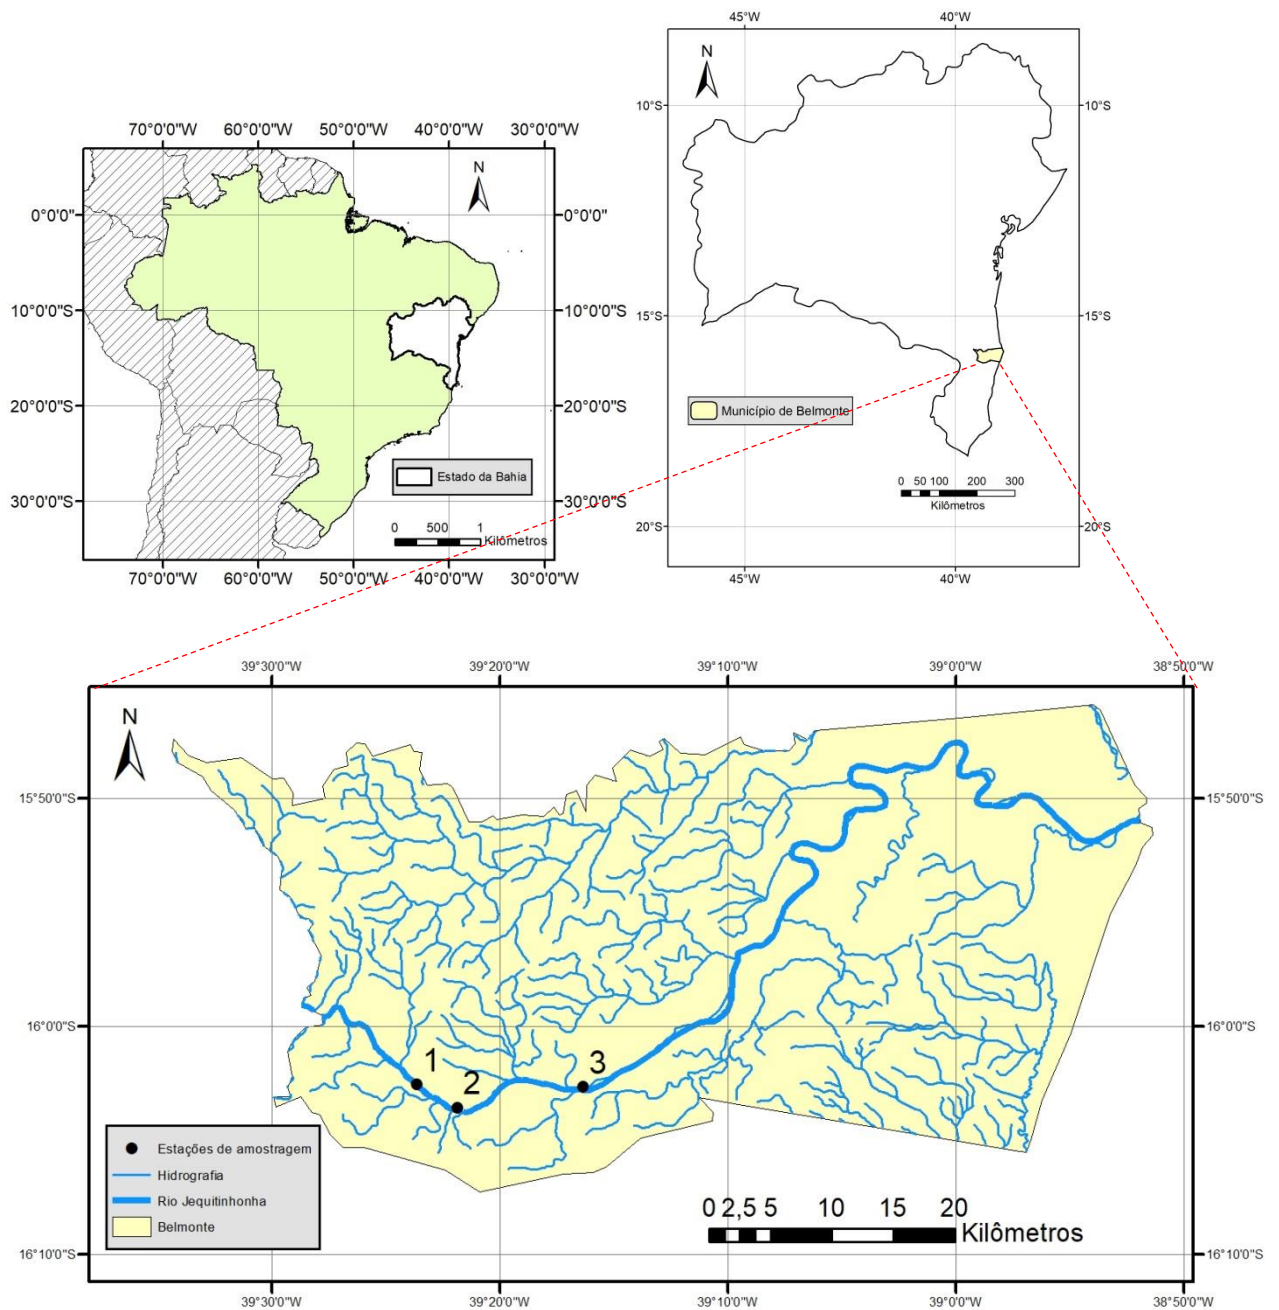 45°W 40°W
N
10°S 10°S
15°S 15°S
Município de Belmonte
0 50 100 200 300
Kilômetros
20°S 20°S
45°W 40°W
70°0'0"W 60°0'0"W 50°0'0"W 40°0'0"W 30°0'0"W
N
0°0'0" 0°0'0"
10°0'0"S 10°0'0"S
20°0'0"S 20°0'0"S
Estado da Bahia
30°0'0"S 30°0'0"S
0 500 1
Kilômetros
70°0'0"W 60°0'0"W 50°0'0"W 40°0'0"W 30°0'0"W
39°30'0"W 39°20'0"W 39°10'0"W 39°0'0"W 38°50'0"W
N
15°50'0"S 15°50'0"S
16°0'0"S 16°0'0"S
1
2
3
Estações de amostragem
Hidrografia
Rio Jequitinhonha
Belmonte
0 2,5 5 10 15 20
Kilômetros
16°10'0"S 16°10'0"S
39°30'0"W 39°20'0"W 39°10'0"W 39°0'0"W 38°50'0"W